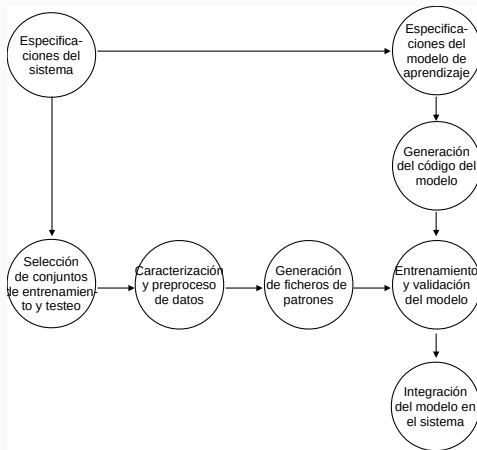 Especifica-
ciones del
sistema
Especifica-
ciones del
modelo de
aprendizaje
Generación
del código del
modelo
Selección
de conjuntos
de entrenamien-
to y testeo
Caracterización
y preproceso
de datos
Generación
de ficheros de
patrones
Entrenamiento
y validación
del modelo
Integración
del modelo en
el sistema